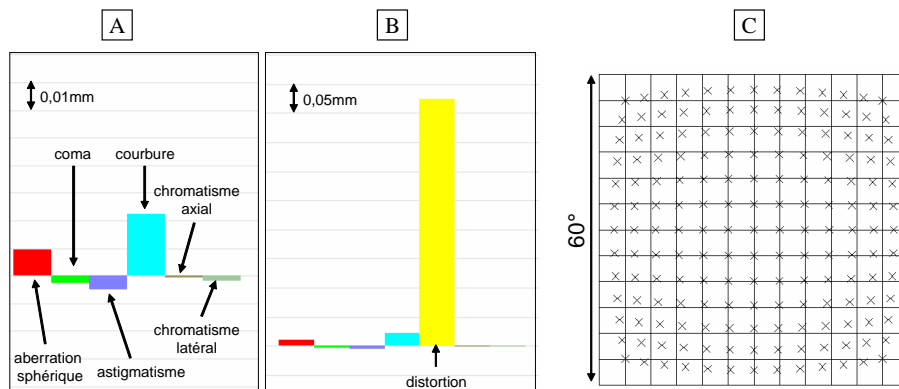 A
B
C
0,01mm
coma
courbure
chromatisme
axial
aberration
sphérique
astigmatisme
chromatisme
latéral
0,05mm
distortion
60°